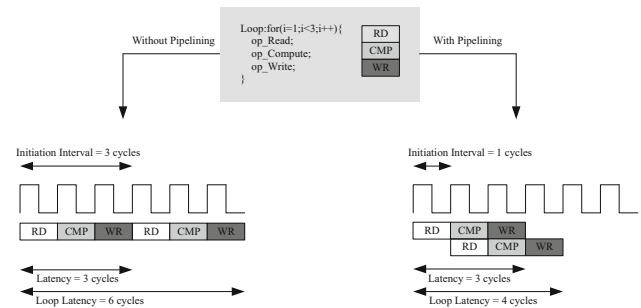 Loop:for(i=1;i<3;i++){
op_Read;
op_Compute;
op_Write;
}
RD
CMP
WR
Without Pipelining
With Pipelining
Initiation Interval = 3 cycles
RD CMP WR RD CMP WR
Latency = 3 cycles
Loop Latency = 6 cycles
Initiation Interval = 1 cycles
RD CMP WR
RD CMP WR
Latency = 3 cycles
Loop Latency = 4 cycles